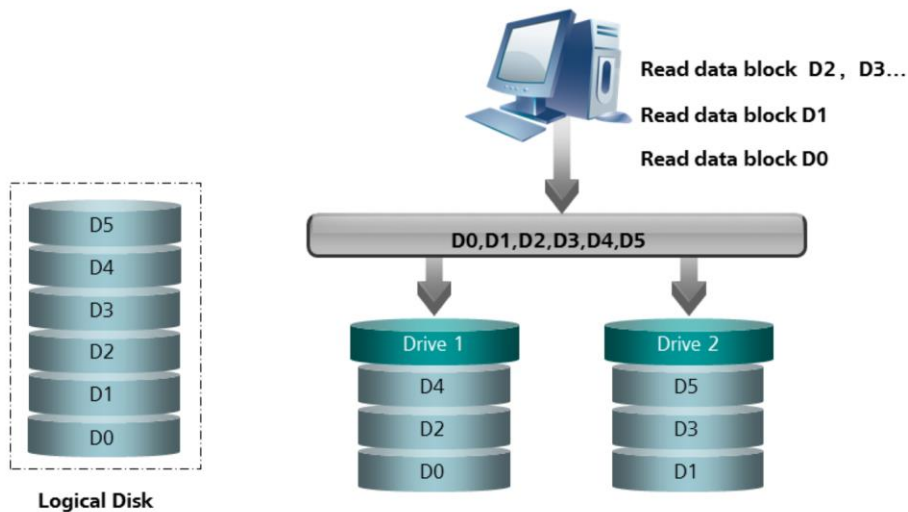 Read data block D2， D3...
Read data block D1
Read data block D0
D0,D1,D2,D3,D4,D5
D5
D4
D3
D2
D1
D0
Logical Disk
Drive 1
D4
D2
D0
Drive 2
D5
D3
D1